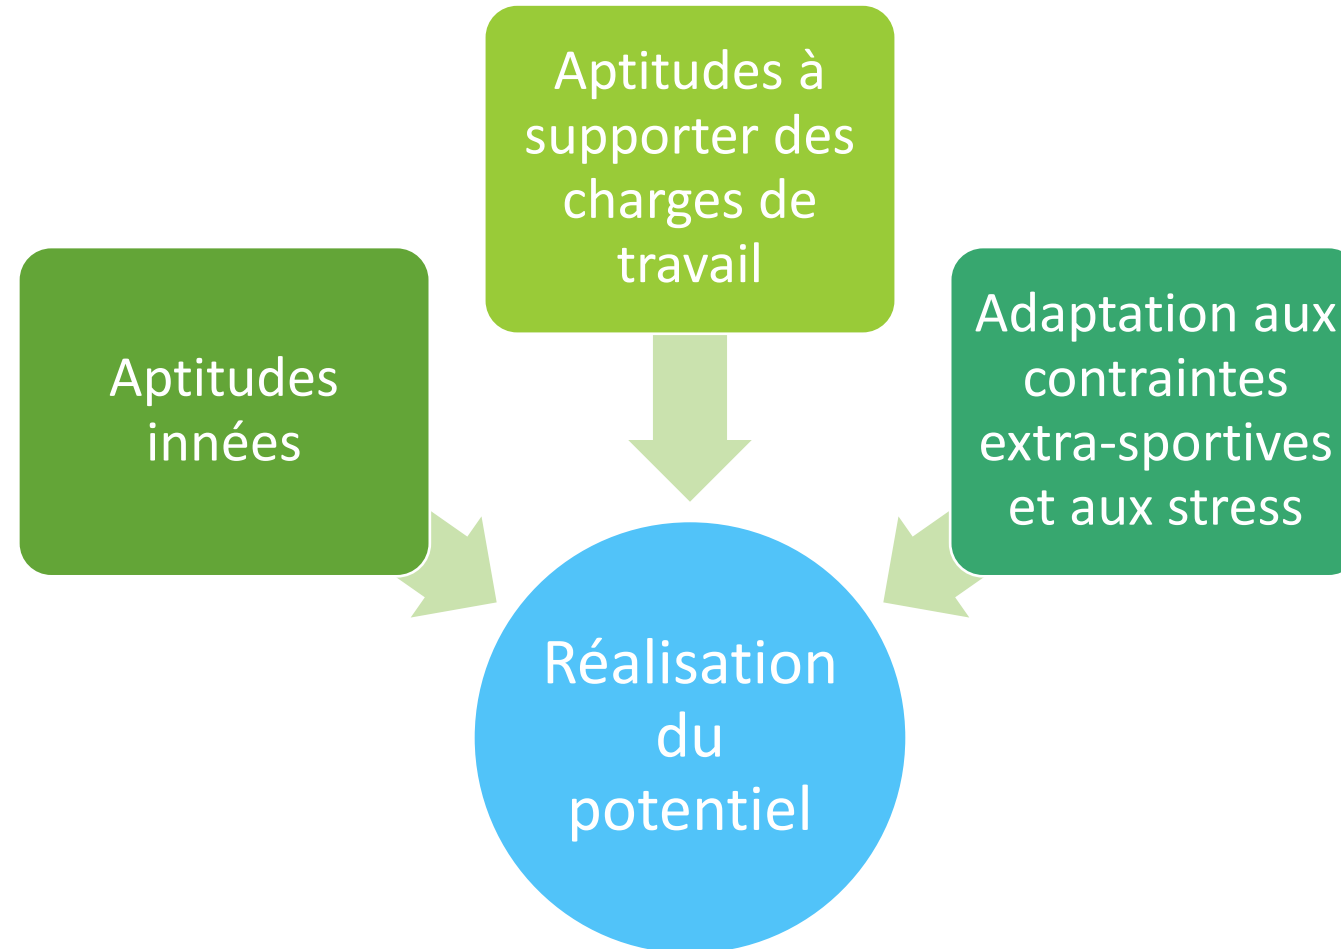 Aptitudes à
supporter des
charges de
travail
Aptitudes
innées
Adaptation aux
contraintes
extra-sportives
et aux stress
Réalisation
du
potentiel